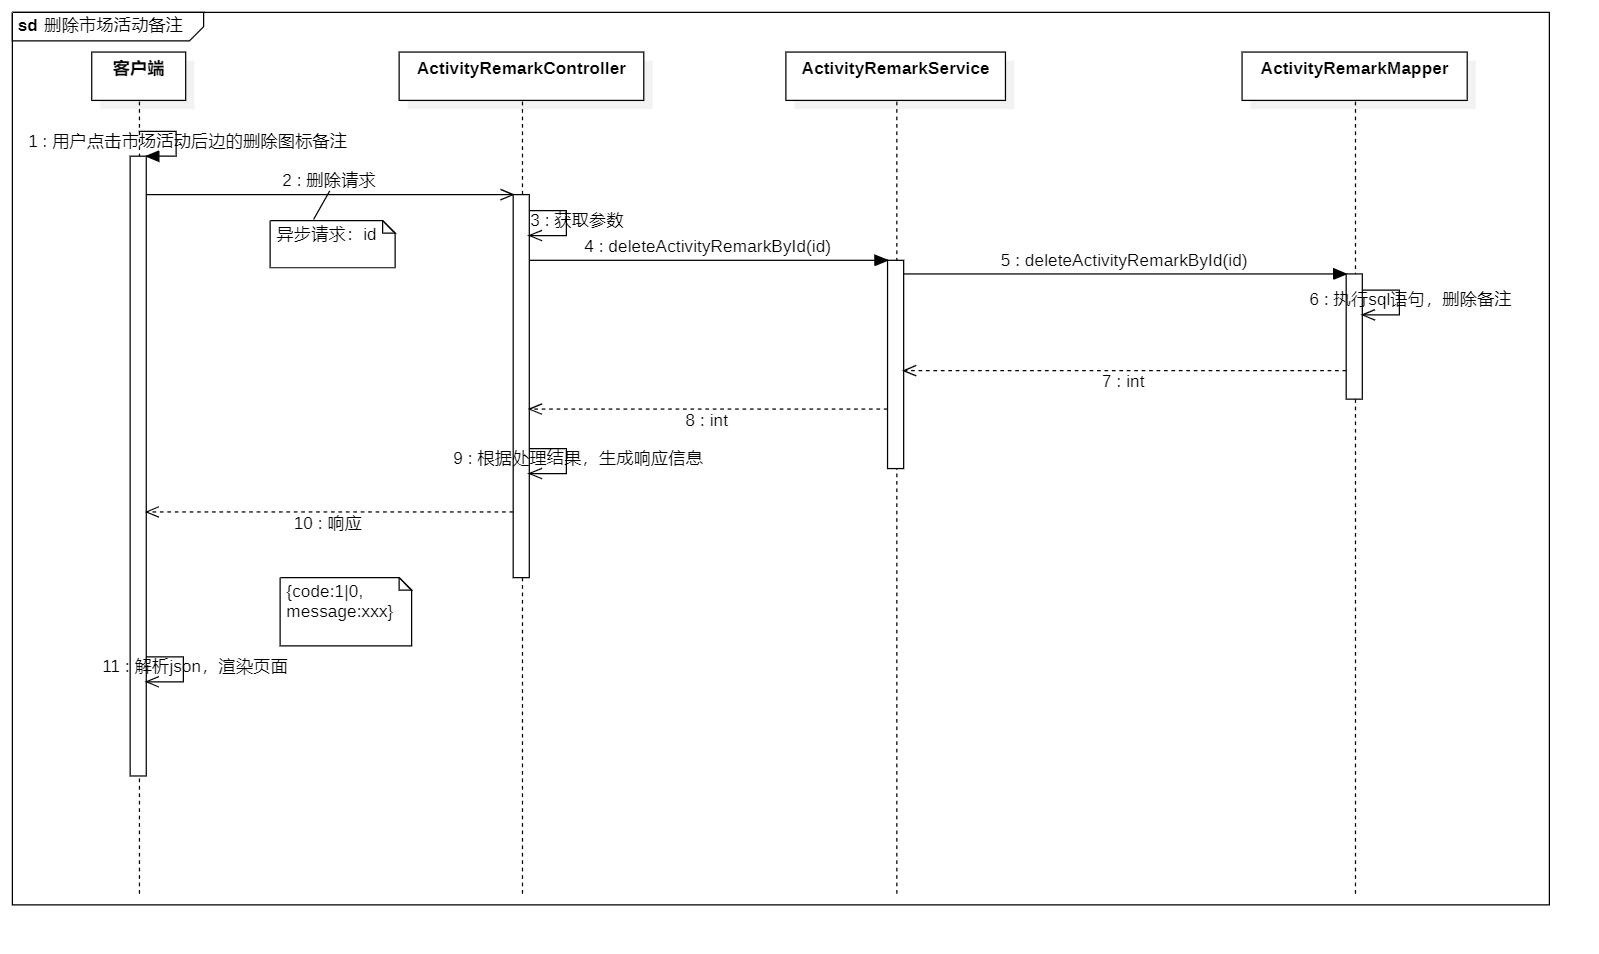 sd 删除市场活动备注
客户端
ActivityRemarkController
ActivityRemarkService
ActivityRemarkMapper
1 : 用户点击市场活动后边的删除图标备注
2 : 删除请求
异步请求：id
3 : 获取参数
4 : deleteActivityRemarkById(id)
5 : deleteActivityRemarkById(id)
6 : 执行sql语句，删除备注
7 : int
8 : int
9 : 根据处理结果，生成响应信息
10 : 响应
{code:1|0,
message:xxx}
11 : 解析json，渲染页面